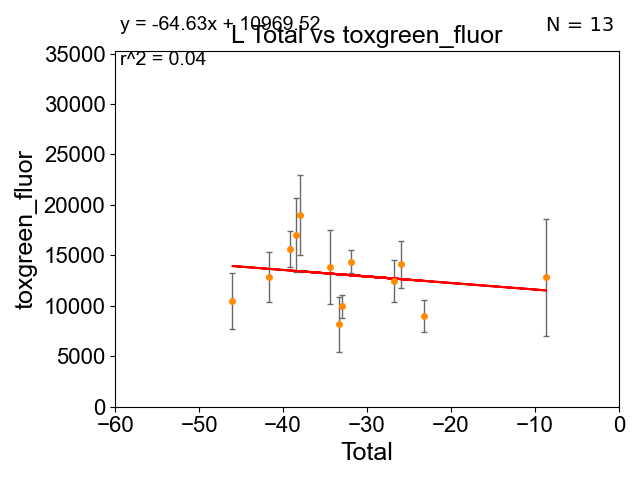 y = -64.63x + 10969.52
N = 13
L Total vs toxgreen_fluor
r^2 = 0.04
35000
30000
25000
20000
15000
10000
5000
0
toxgreen_fluor
−60
−50
−40
−30
−20
−10
0
Total